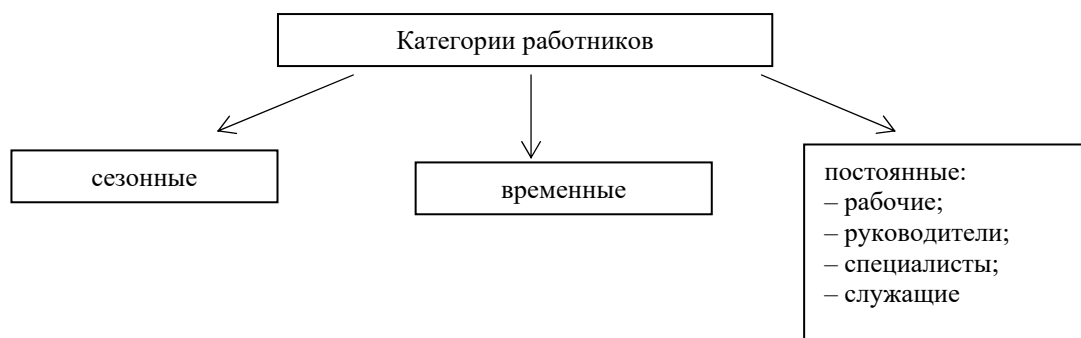 Категории работников
сезонные
временные
постоянные:
– рабочие;
– руководители;
– специалисты;
– служащие